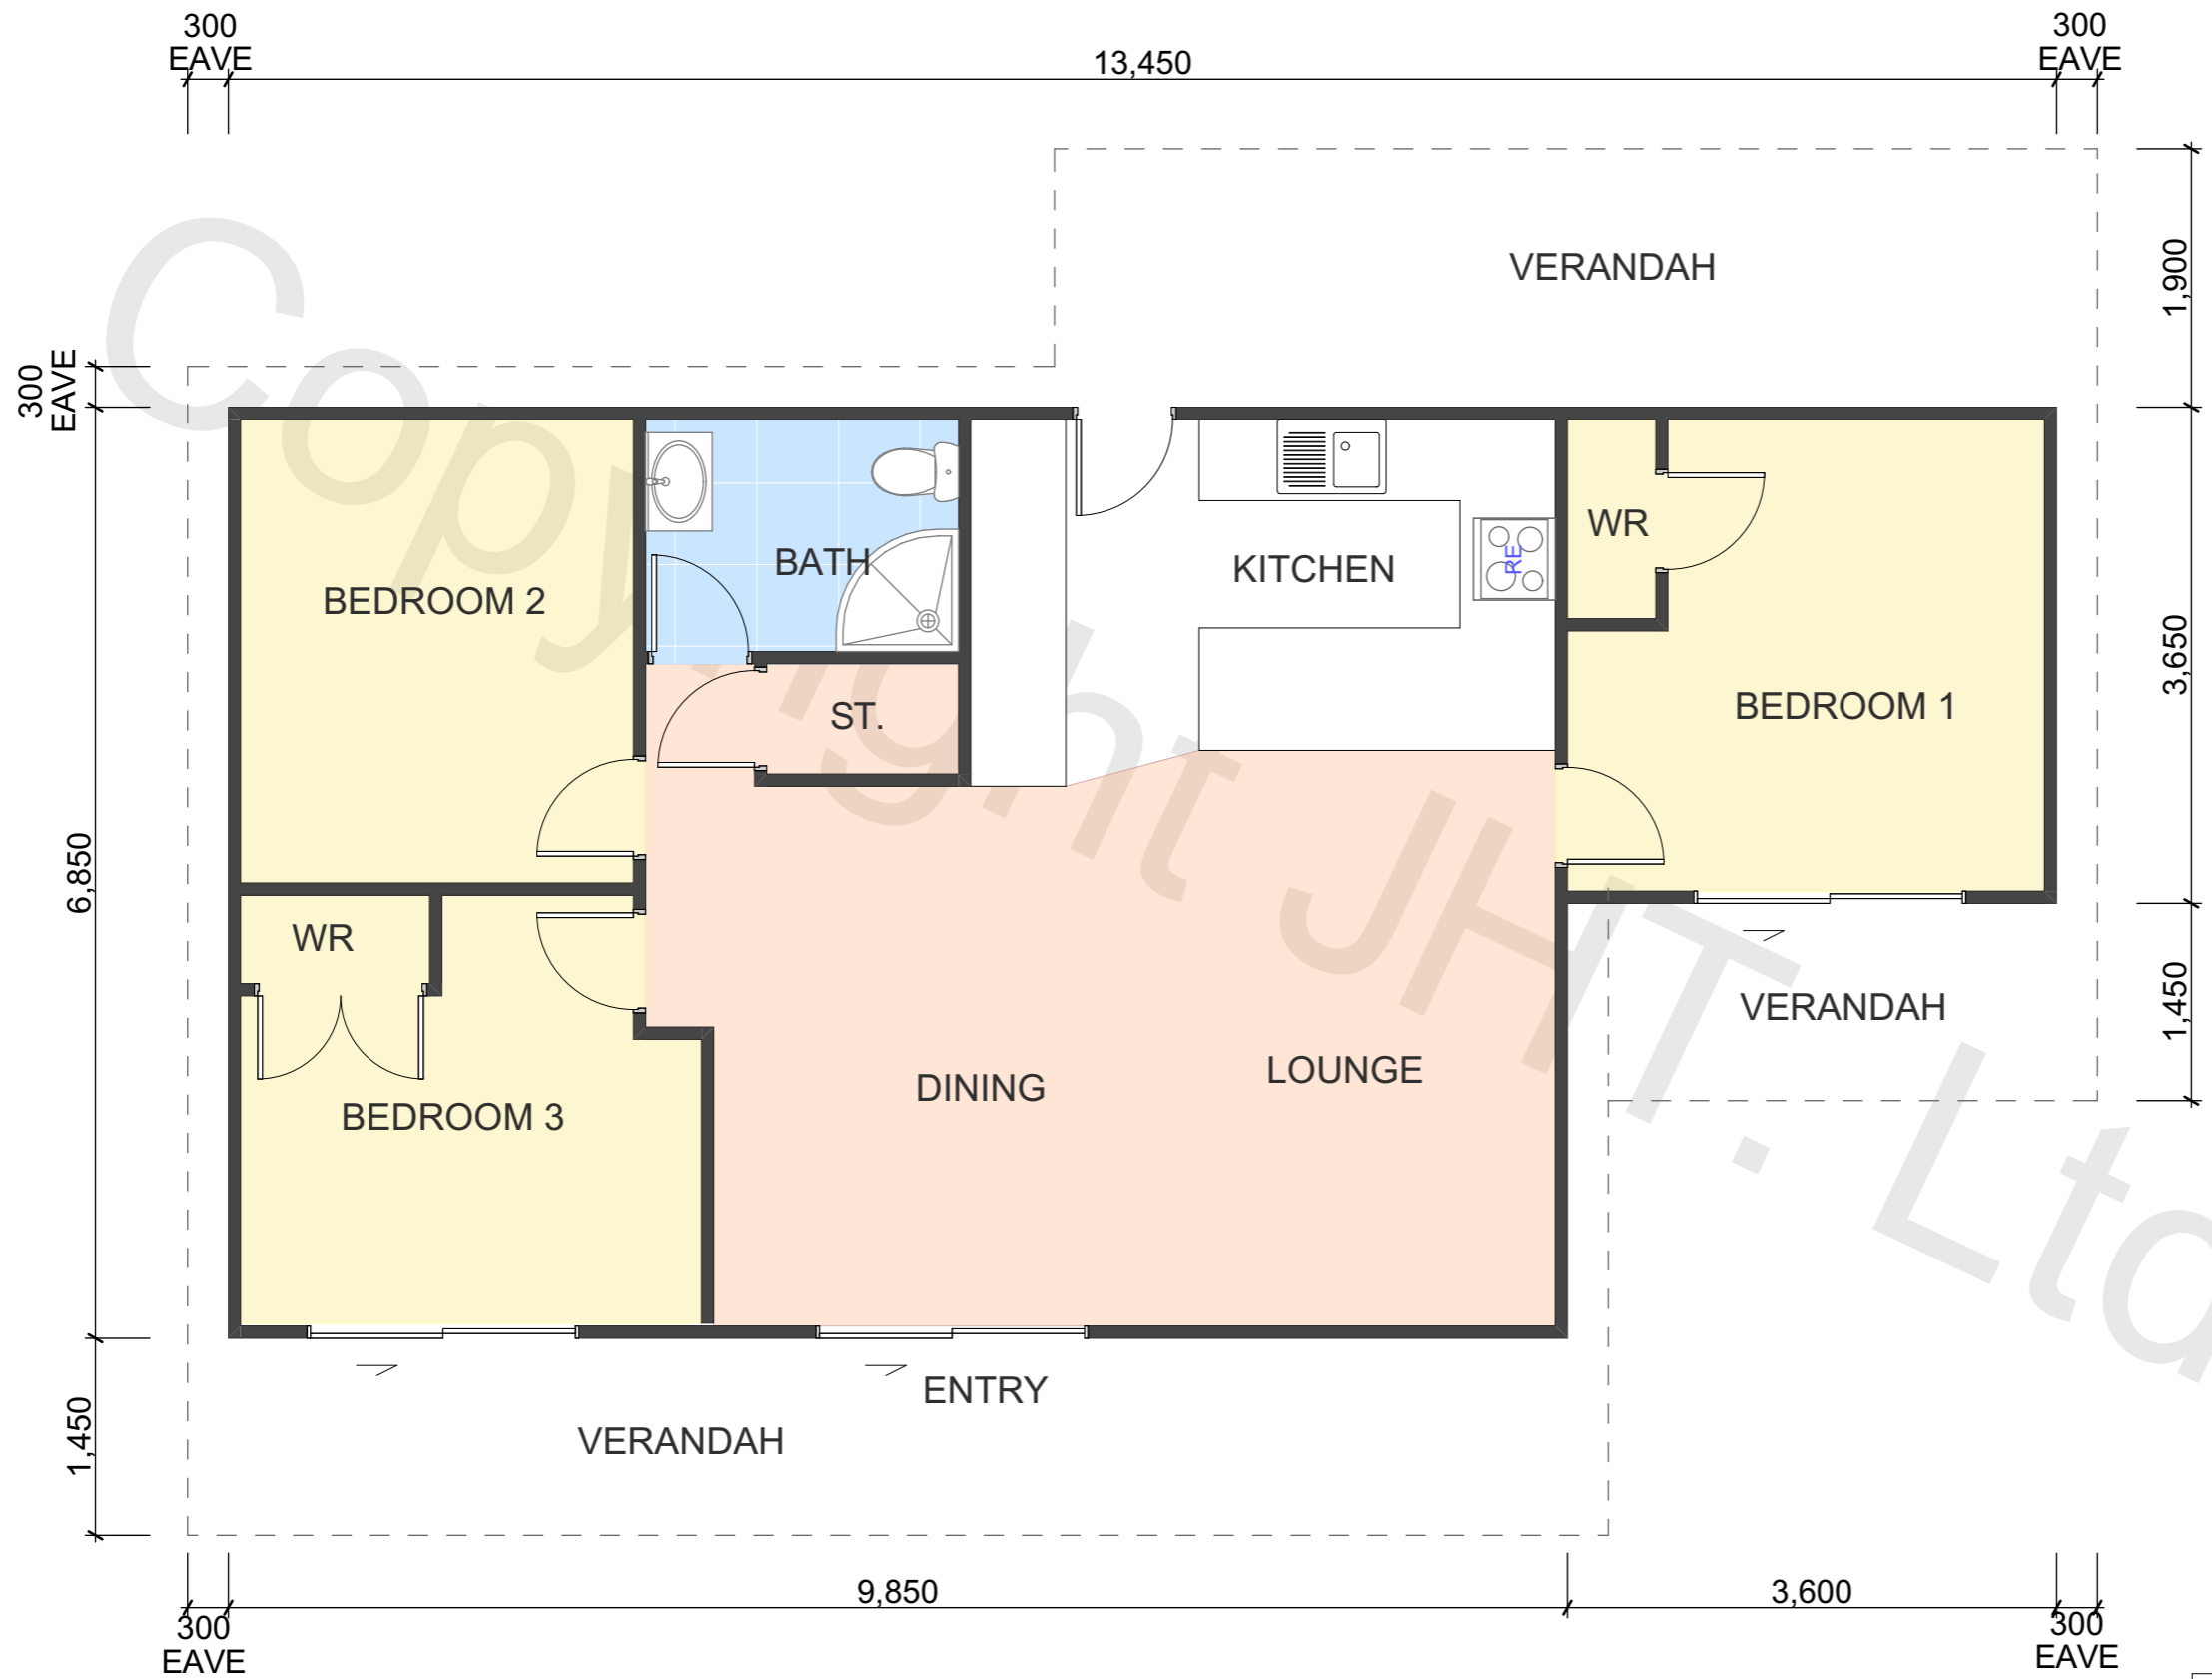 300
EAVE
13,450
300
EAVE
VERANDAH
1,900
300
EAVE
Copyright JHT. Ltd
WR
BATH
KITCHEN
RE
BEDROOM 2
3,650
ST.
BEDROOM 1
6,850
WR
VERANDAH
1,450
LOUNGE
DINING
BEDROOM 3
ENTRY
1,450
VERANDAH
9,850
3,600
300
EAVE
300
EAVE